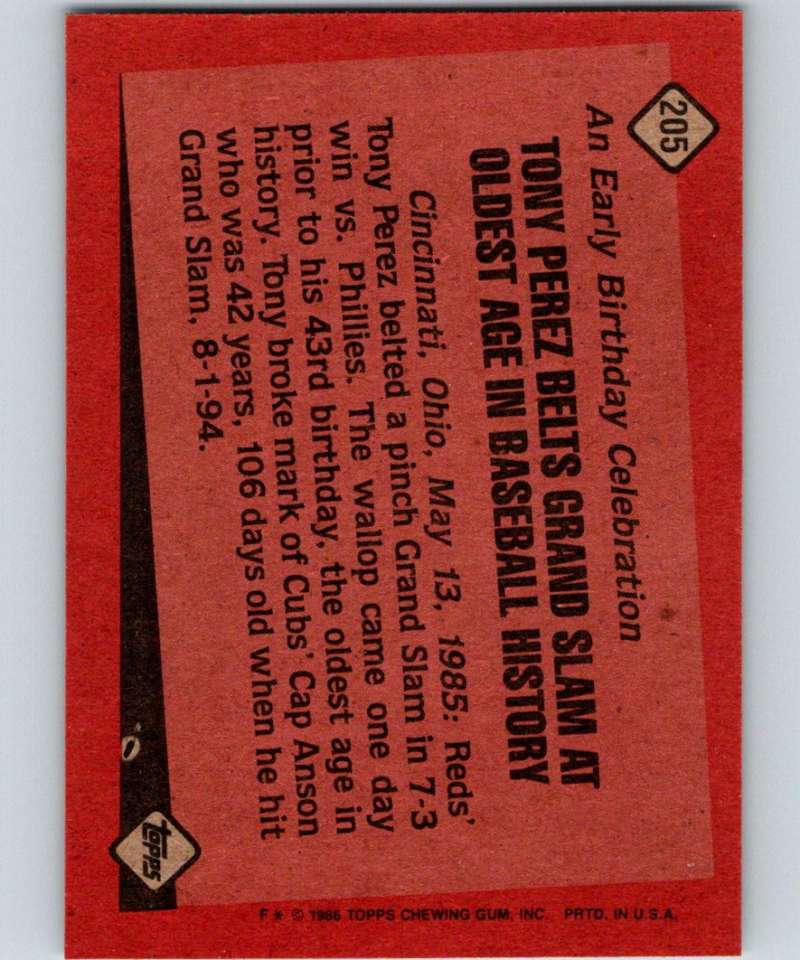 205
An Early Birthday Celebration
TONY PEREZ BELTS GRAND SLAM AT
OLDEST AGE IN BASEBALL HISTORY
Cincinnati, Ohio, May 13, 1985: Reds'
Tony Perez belted a pinch Grand Slam in 7-3
win vs. Phillies. The wallop came one day
prior to his 43rd birthday, the oldest age in
history. Tony broke mark of Cubs' Cap Anson
who was 42 years, 106 days old when he hit
Grand Slam, 8-1-94.
topps
F * © 1986 TOPPS CHEWING GUM, INC. PRTD. IN U.S.A.